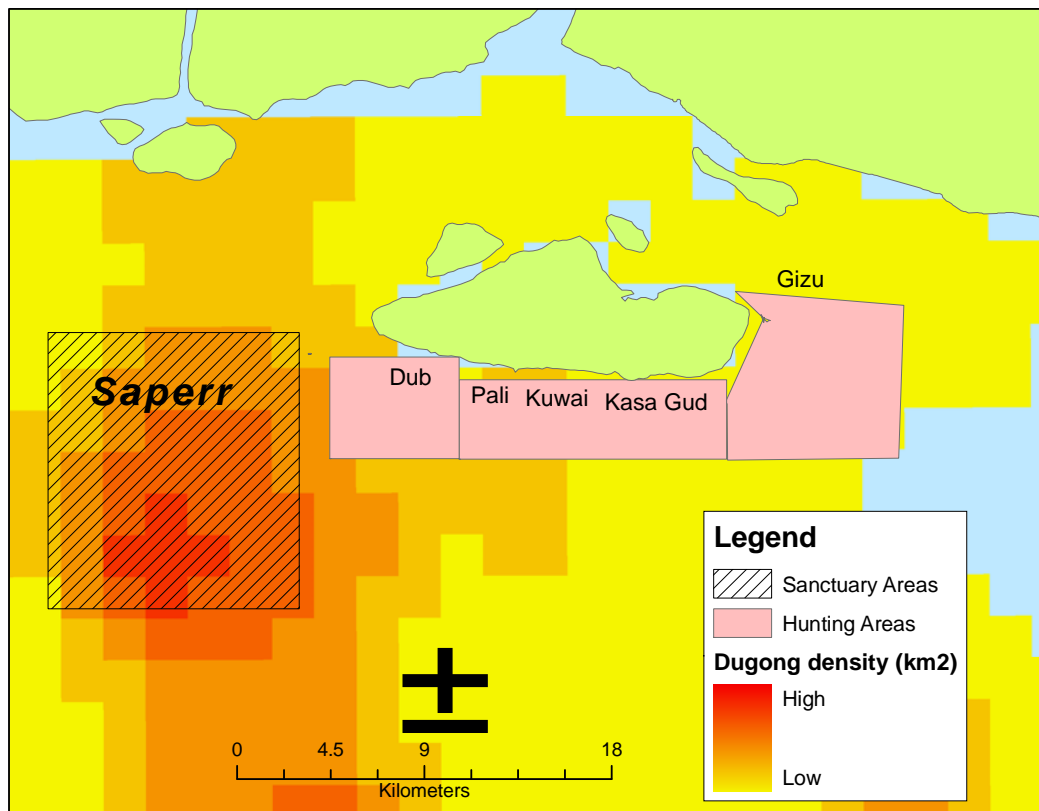 Gizu
Saperr
Dub
Pali
Kuwai
Kasa Gud
Legend
Sanctuary Areas
Hunting Areas
Dugong density (km2)
High
Low
±
0 4.5 9 18
Kilometers